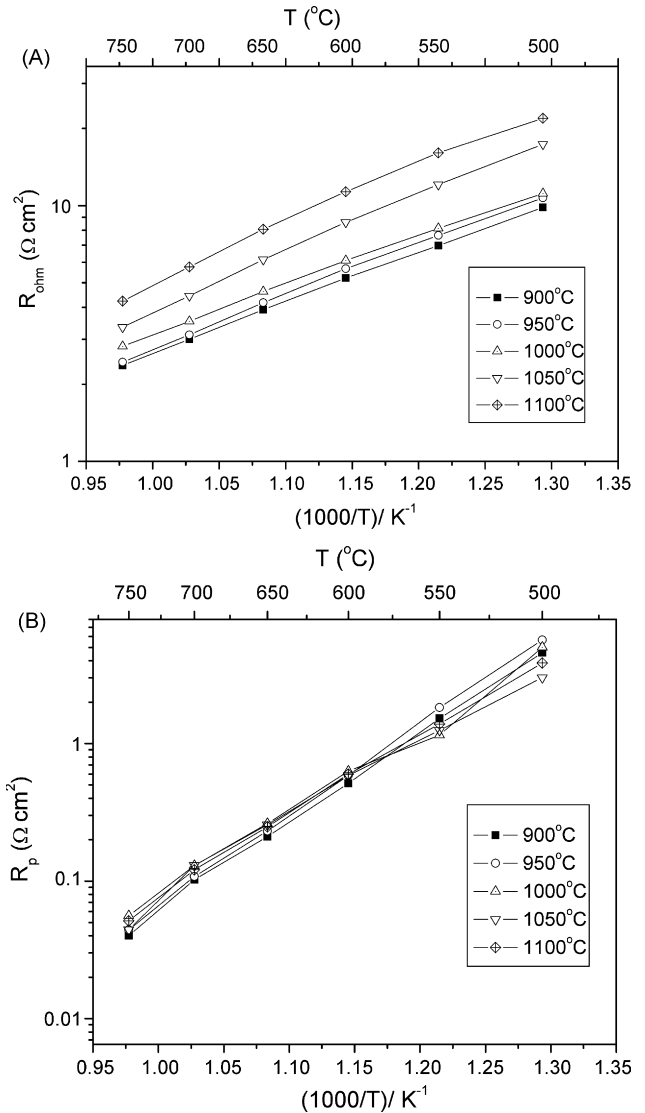 T (°C)
(A)
750 700 650 600 550 500
10
1
R_ohm (Ω cm²)
900°C
950°C
1000°C
1050°C
1100°C
0.95 1.00 1.05 1.10 1.15 1.20 1.25 1.30 1.35
(1000/T)/ K⁻¹
T (°C)
(B)
750 700 650 600 550 500
1
0.1
0.01
R_p (Ω cm²)
900°C
950°C
1000°C
1050°C
1100°C
0.95 1.00 1.05 1.10 1.15 1.20 1.25 1.30 1.35
(1000/T)/ K⁻¹